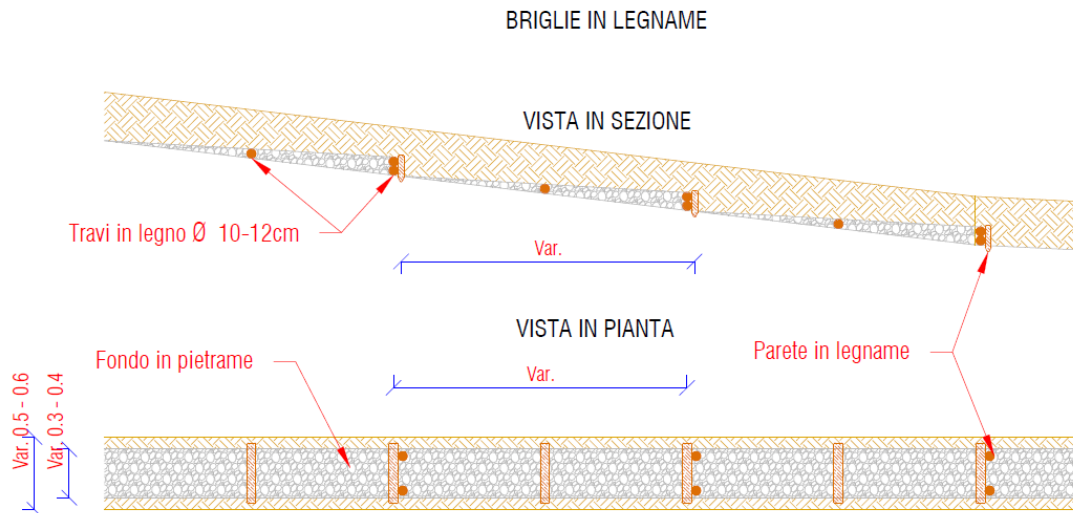 BRIGLIE IN LEGNAME
VISTA IN SEZIONE
Travi in legno Ø 10-12cm
Var.
VISTA IN PIANTA
Fondo in pietrame
Parete in legname
Var.
Var. 0.5 - 0.6
Var. 0.3 - 0.4